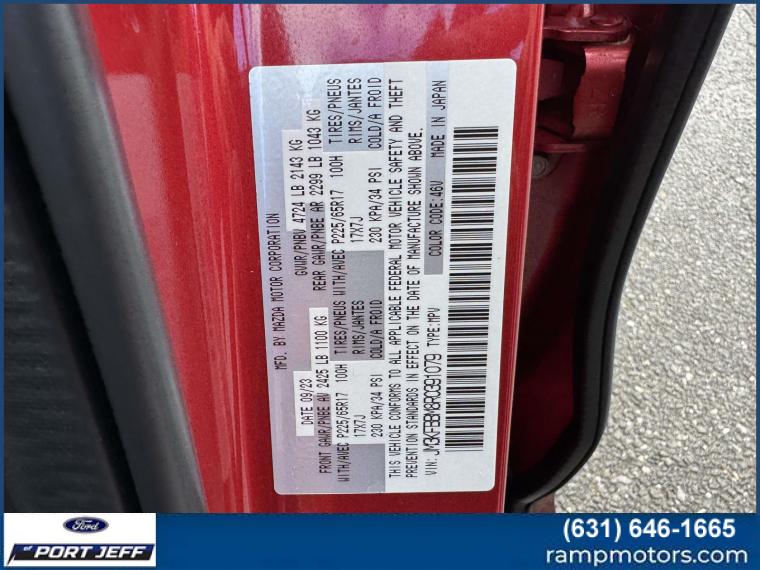 MFD. BY MAZDA MOTOR CORPORATION
DATE 09/23 GVWR/PNBV 4724 LB 2143 KG
FRONT GAWR/PNBE AV 2425 LB 1100 KG REAR GAWR/PNBE AR 2299 LB 1043 KG
WITH/AVEC P225/65R17 100H TIRES/PNEUS WITH/AVEC P225/65R17 100H TIRES/PNEUS
17X7J RIMS/JANTES 17X7J RIMS/JANTES
230 KPA/34 PSI COLD/A FROID 230 KPA/34 PSI COLD/A FROID
THIS VEHICLE CONFORMS TO ALL APPLICABLE FEDERAL MOTOR VEHICLE SAFETY AND THEFT
PREVENTION STANDARDS IN EFFECT ON THE DATE OF MANUFACTURE SHOWN ABOVE.
VIN: JM3KFBBM8R0391079 TYPE:MPV COLOR CODE:46V MADE IN JAPAN
Ford
of PORT JEFF
(631) 646-1665
rampmotors.com